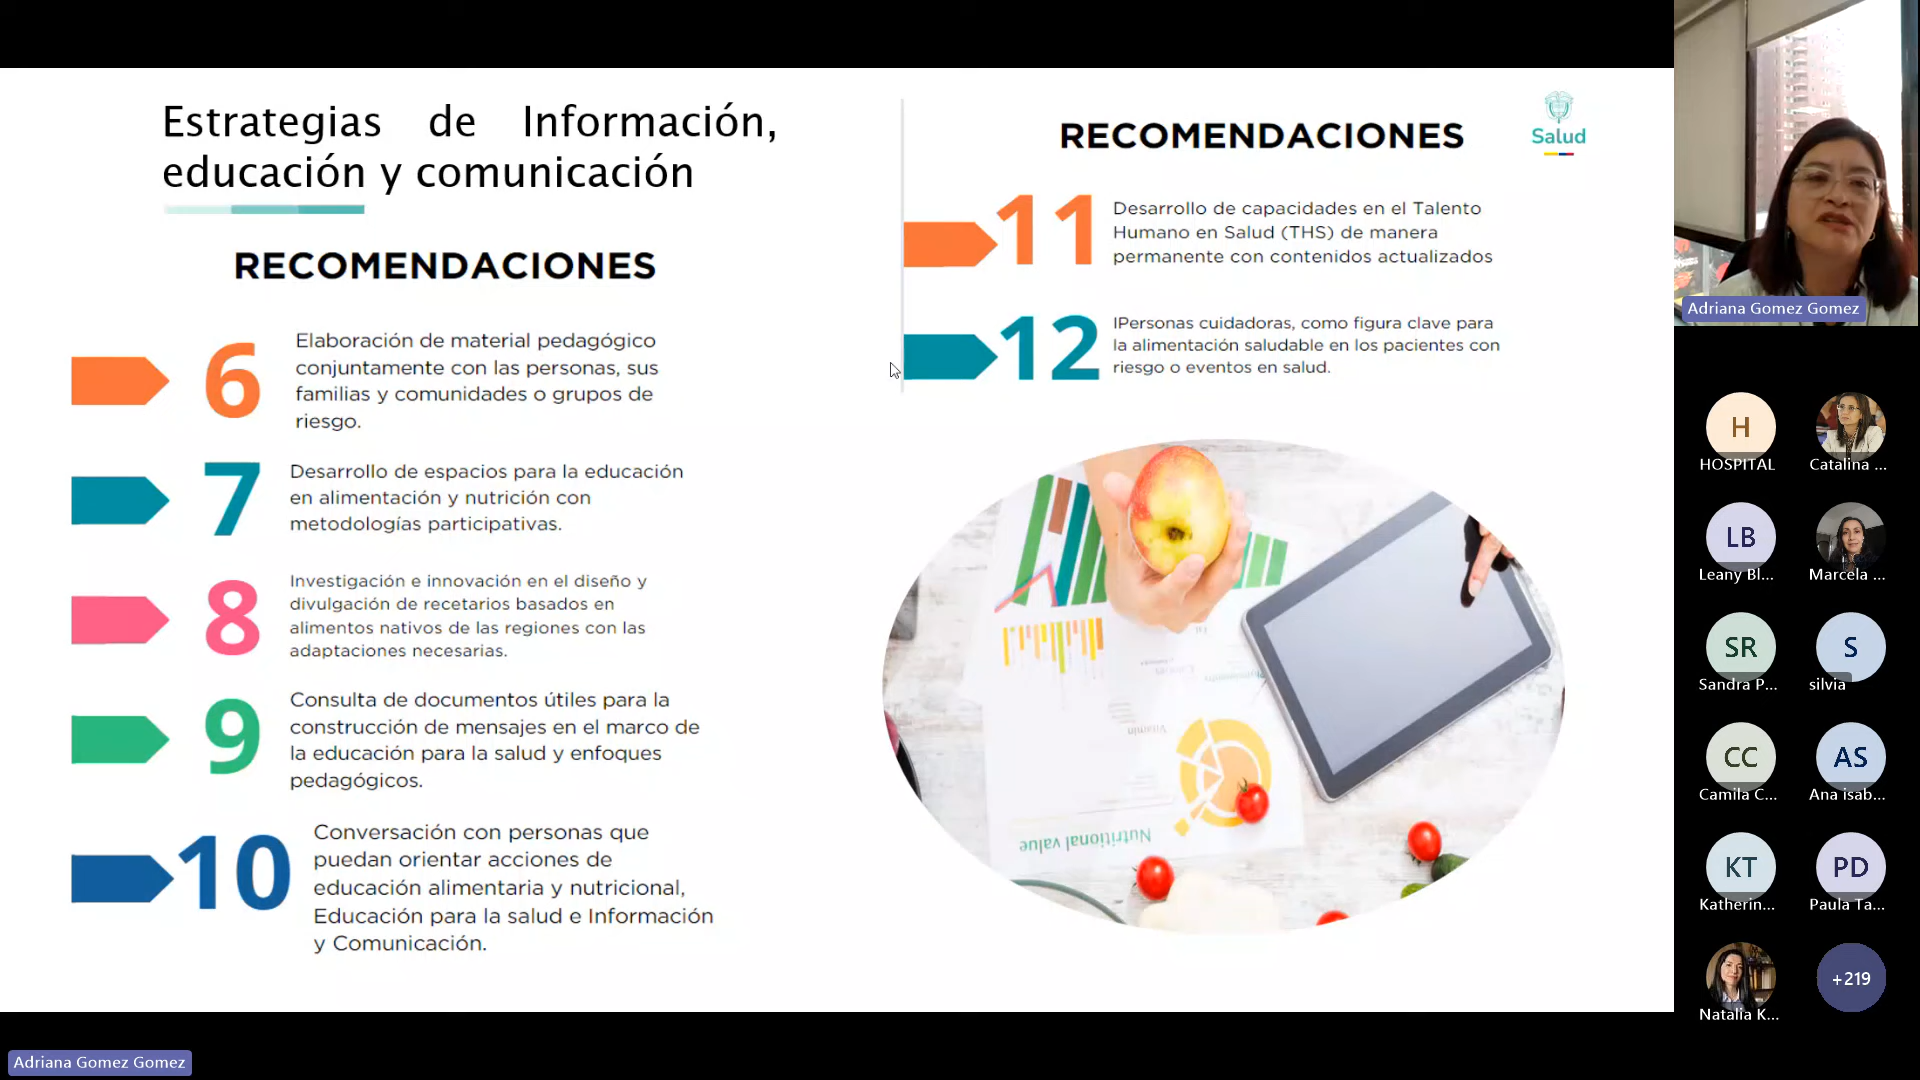 Estrategias de Información,
educación y comunicación
RECOMENDACIONES
6
Elaboración de material pedagógico
conjuntamente con las personas, sus
familias y comunidades o grupos de
riesgo.
7
Desarrollo de espacios para la educación
en alimentación y nutrición con
metodologías participativas.
8
Investigación e innovación en el diseño y
divulgación de recetarios basados en
alimentos nativos de las regiones con las
adaptaciones necesarias.
9
Consulta de documentos útiles para la
construcción de mensajes en el marco de
la educación para la salud y enfoques
pedagógicos.
10
Conversación con personas que
puedan orientar acciones de
educación alimentaria y nutricional,
Educación para la salud e Información
y Comunicación.
RECOMENDACIONES
Salud
11
Desarrollo de capacidades en el Talento
Humano en Salud (THS) de manera
permanente con contenidos actualizados
12
IPersonas cuidadoras, como figura clave para
la alimentación saludable en los pacientes con
riesgo o eventos en salud.
Vitamin
Nutritional value
Adriana Gomez Gomez
H
HOSPITAL
Catalina ...
LB
Leany Bl...
Marcela ...
SR
Sandra P...
S
silvia
CC
Camila C...
AS
Ana isab...
KT
Katherin...
PD
Paula Ta...
Natalia K...
+219
Adriana Gomez Gomez